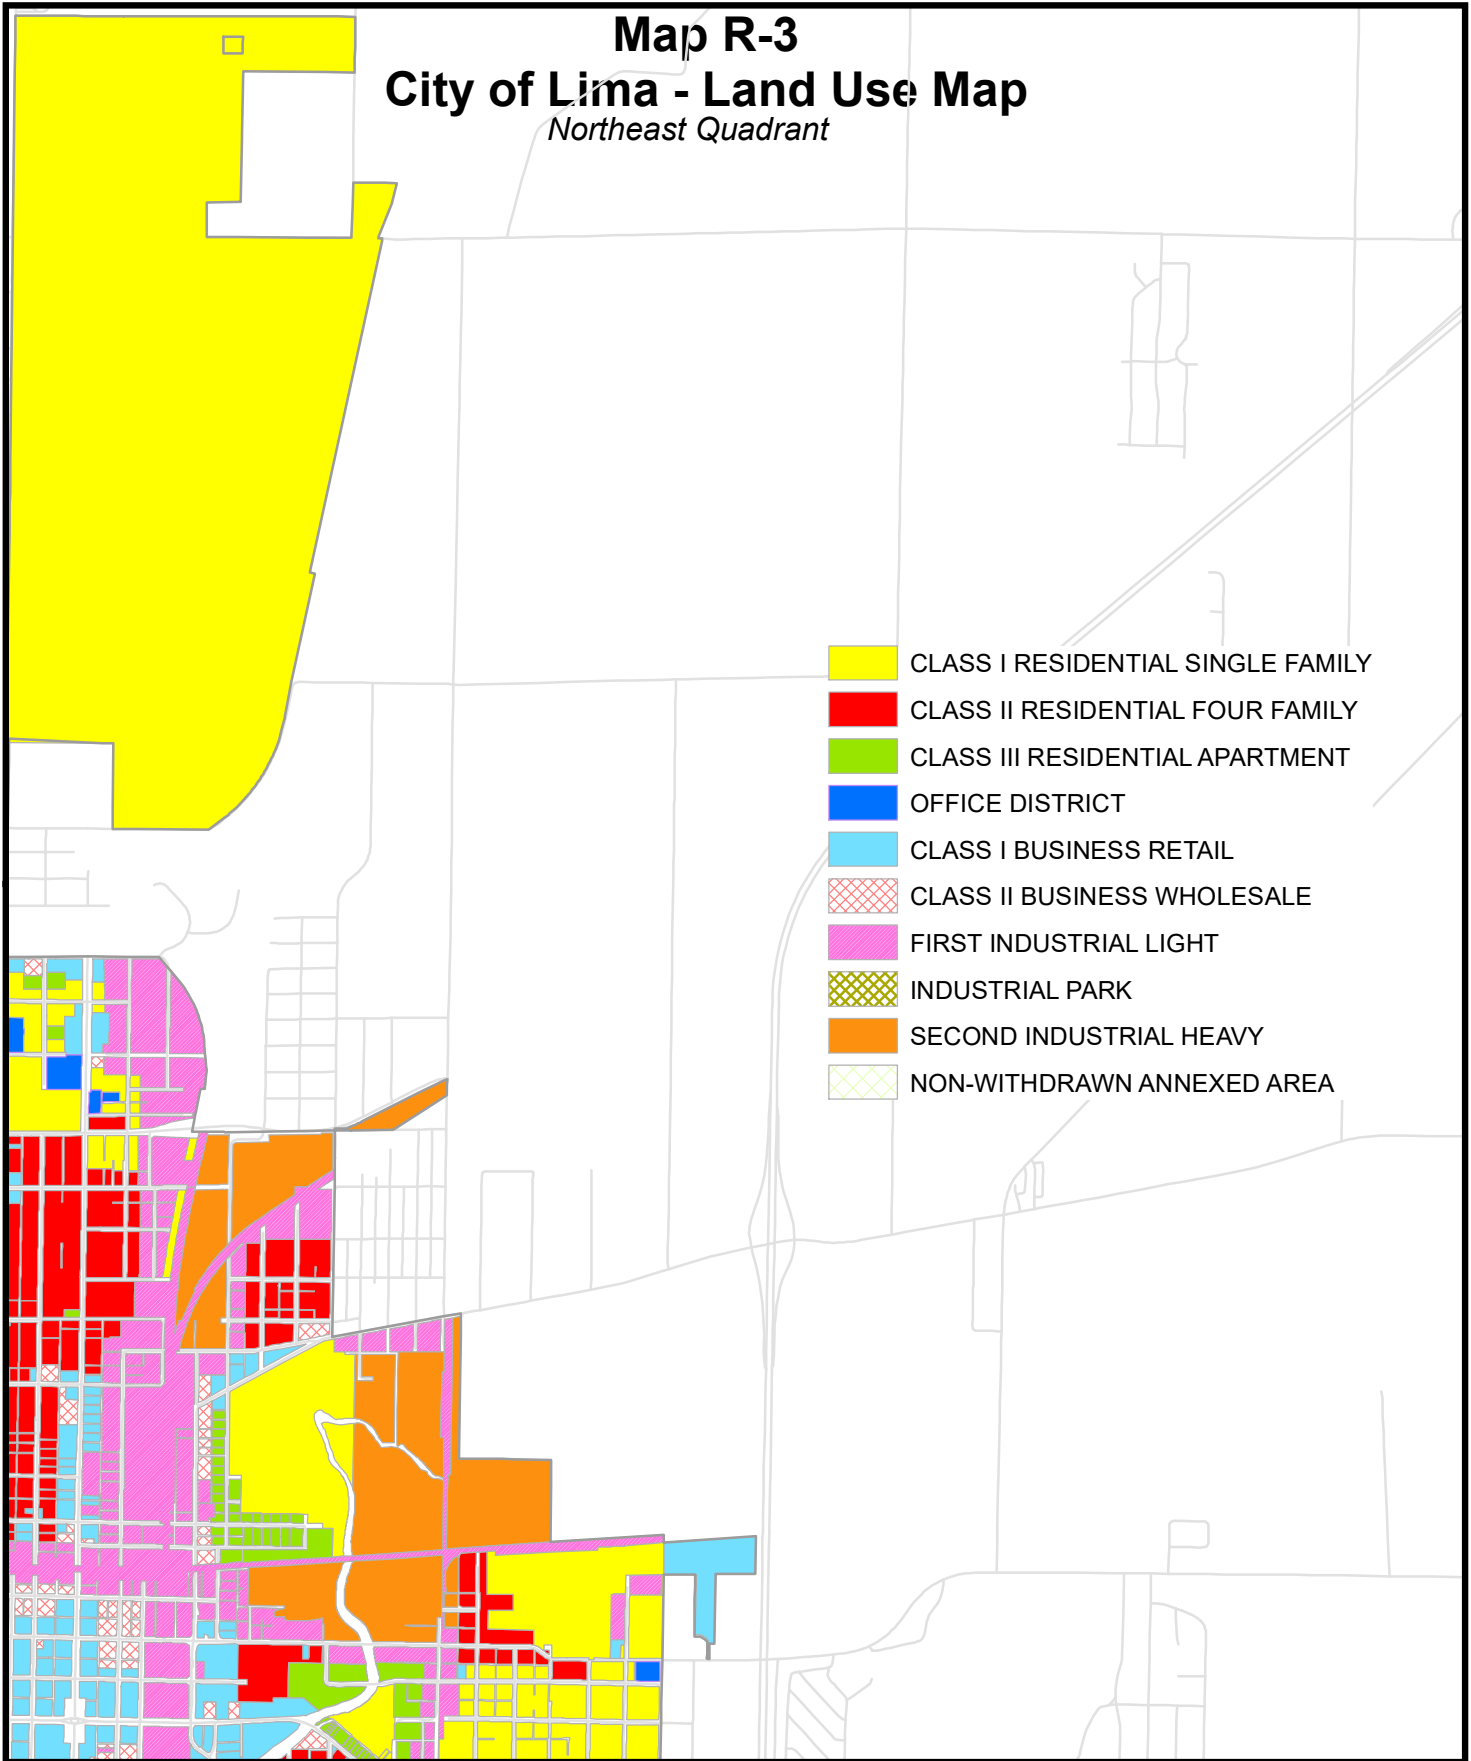 Map R-3
City of Lima - Land Use Map
Northeast Quadrant
CLASS I RESIDENTIAL SINGLE FAMILY
CLASS II RESIDENTIAL FOUR FAMILY
CLASS III RESIDENTIAL APARTMENT
OFFICE DISTRICT
CLASS I BUSINESS RETAIL
CLASS II BUSINESS WHOLESALE
FIRST INDUSTRIAL LIGHT
INDUSTRIAL PARK
SECOND INDUSTRIAL HEAVY
NON-WITHDRAWN ANNEXED AREA